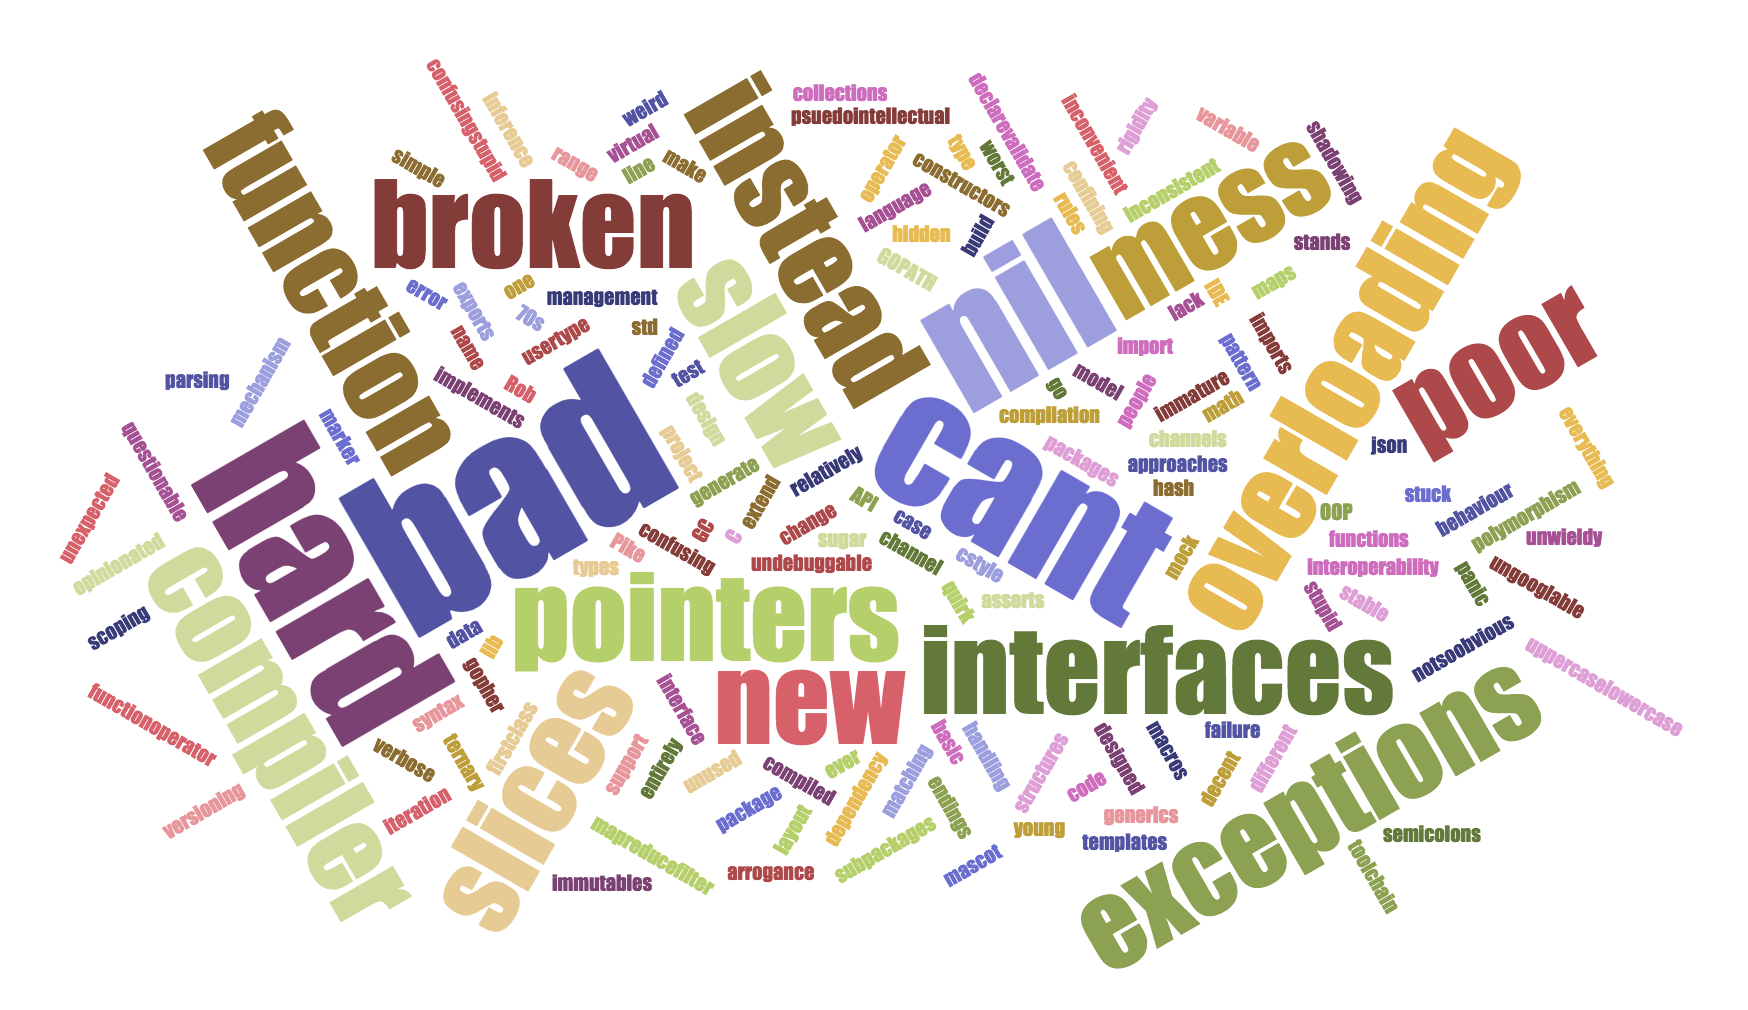 confusingstupid
inference
weird
virtual
range
line
make
simple
function
broken
instead
collections
psuedointellectual
declarevalidate
inconvenient
rigiuity
variable
shadowing
operator
type
worst
constructors
language
hidden
build
confining
rules
inconsistent
stands
GOPATH
mess
nil
overloading
error
exports
one
70s
management
std
name
usertype
defined
test
slow
lack
IDE
maps
imports
import
pattern
poor
parsing
mechanism
marker
implements
Rob
design
project
generate
go
model
people
immature
math
compilation
channels
packages
approaches
hash
json
everything
questionable
unexpected
opinionated
scoping
hard
bad
relatively
extend
API
cant
GC
c
change
case
sugar
channel
cstyle
undebuggable
confusing
Pike
types
mock
OOP
stuck
behaviour
polymorphism
unwieldy
functions
interoperability
panic
ungooglable
stupid
stable
compiler
data
lib
pointers
quirt
asserts
interfaces
notsoobvious
uppercaselowercase
functionoperator
versioning
gopher
syntax
verbose
ternary
firstclass
iteration
slices
new
interface
support
entirely
unused
compiled
ever
package
layout
dependency
maching
basic
handling
endings
structures
code
designed
macros
failure
decent
different
exceptions
generics
young
templates
mascot
subpackages
mapreducefilter
immutables
arrogance
semicolons
toolchain